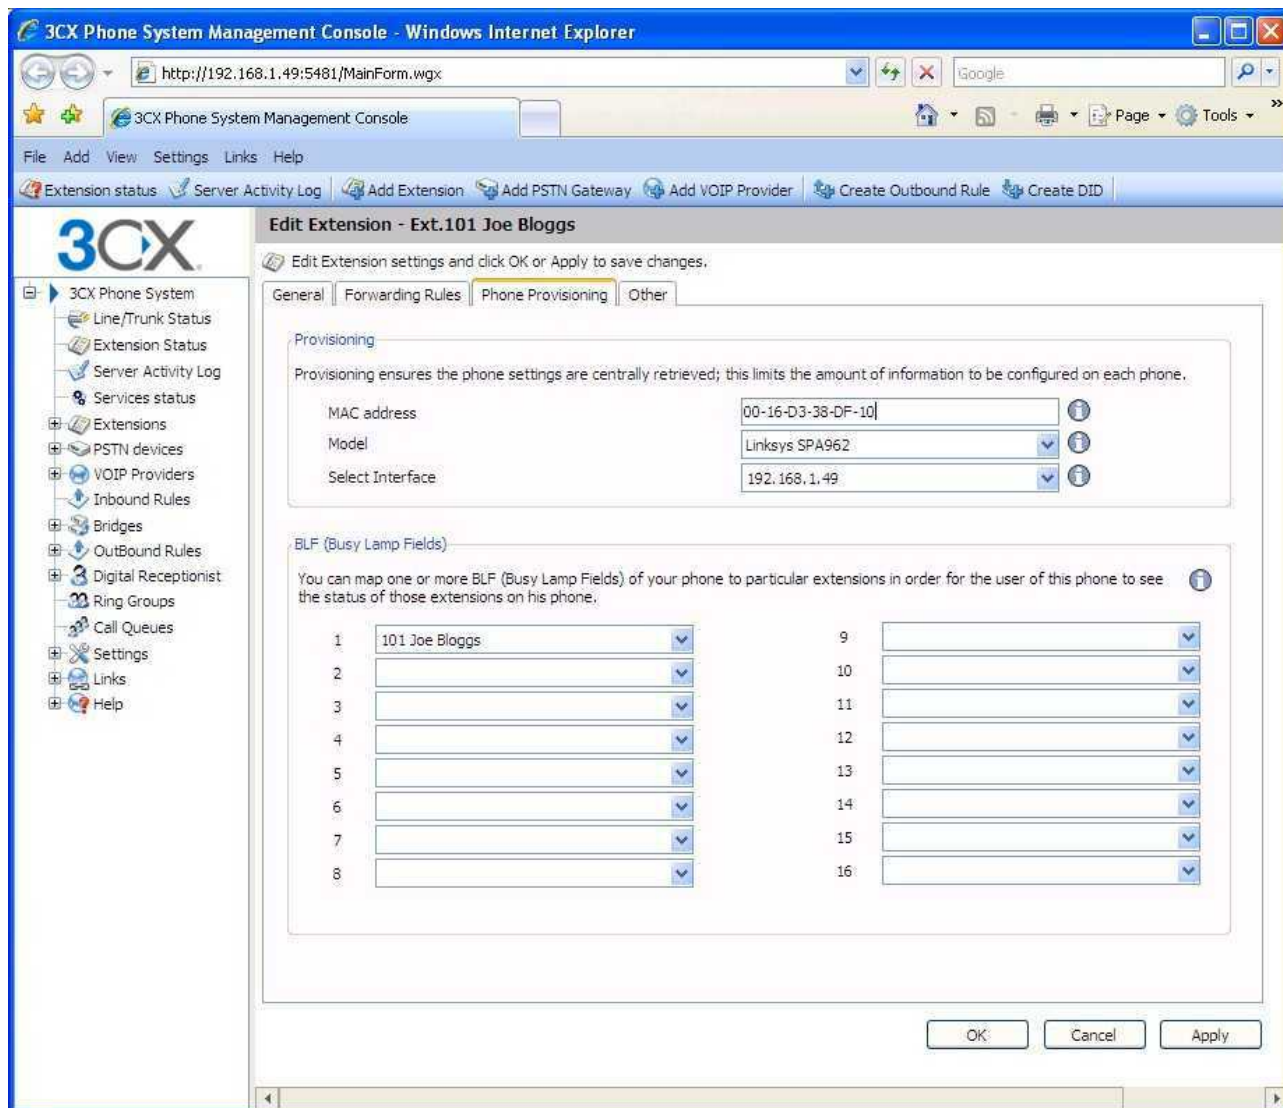 3CX Phone System Management Console - Windows Internet Explorer
http://192.168.1.49:5481/MainForm.wgx
Google
3CX Phone System Management Console
Page
Tools
File Add View Settings Links Help
Extension status Server Activity Log Add Extension Add PSTN Gateway Add VOIP Provider Create Outbound Rule Create DID
3CX
3CX Phone System
Line/Trunk Status
Extension Status
Server Activity Log
Services status
Extensions
PSTN devices
VOIP Providers
Inbound Rules
Bridges
OutBound Rules
Digital Receptionist
Ring Groups
Call Queues
Settings
Links
Help
Edit Extension - Ext.101 Joe Bloggs
Edit Extension settings and click OK or Apply to save changes.
General Forwarding Rules Phone Provisioning Other
Provisioning
Provisioning ensures the phone settings are centrally retrieved; this limits the amount of information to be configured on each phone.
MAC address 00-16-D3-38-DF-10
Model Linksys SPA962
Select Interface 192.168.1.49
BLF (Busy Lamp Fields)
You can map one or more BLF (Busy Lamp Fields) of your phone to particular extensions in order for the user of this phone to see
the status of those extensions on his phone.
1 101 Joe Bloggs 9
2 10
3 11
4 12
5 13
6 14
7 15
8 16
OK Cancel Apply